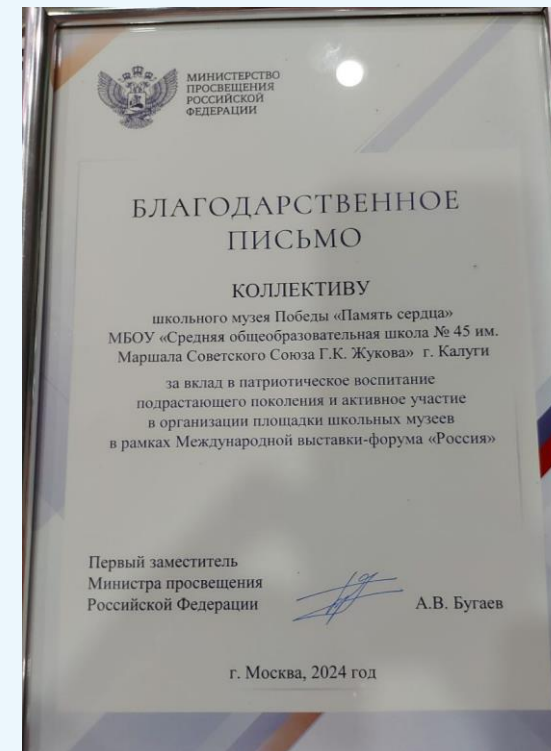 МИНИСТЕРСТВО
ПРОСВЕЩЕНИЯ
РОССИЙСКОЙ
ФЕДЕРАЦИИ
БЛАГОДАРСТВЕННОЕ
ПИСЬМО
КОЛЛЕКТИВУ
школьного музея Победы «Память сердца»
МБОУ «Средняя общеобразовательная школа № 45 им.
Маршала Советского Союза Г.К. Жукова» г. Калуги
за вклад в патриотическое воспитание
подрастающего поколения и активное участие
в организации площадки школьных музеев
в рамках Международной выставки-форума «Россия»
Первый заместитель
Министра просвещения
Российской Федерации
А.В. Бугаев
г. Москва, 2024 год